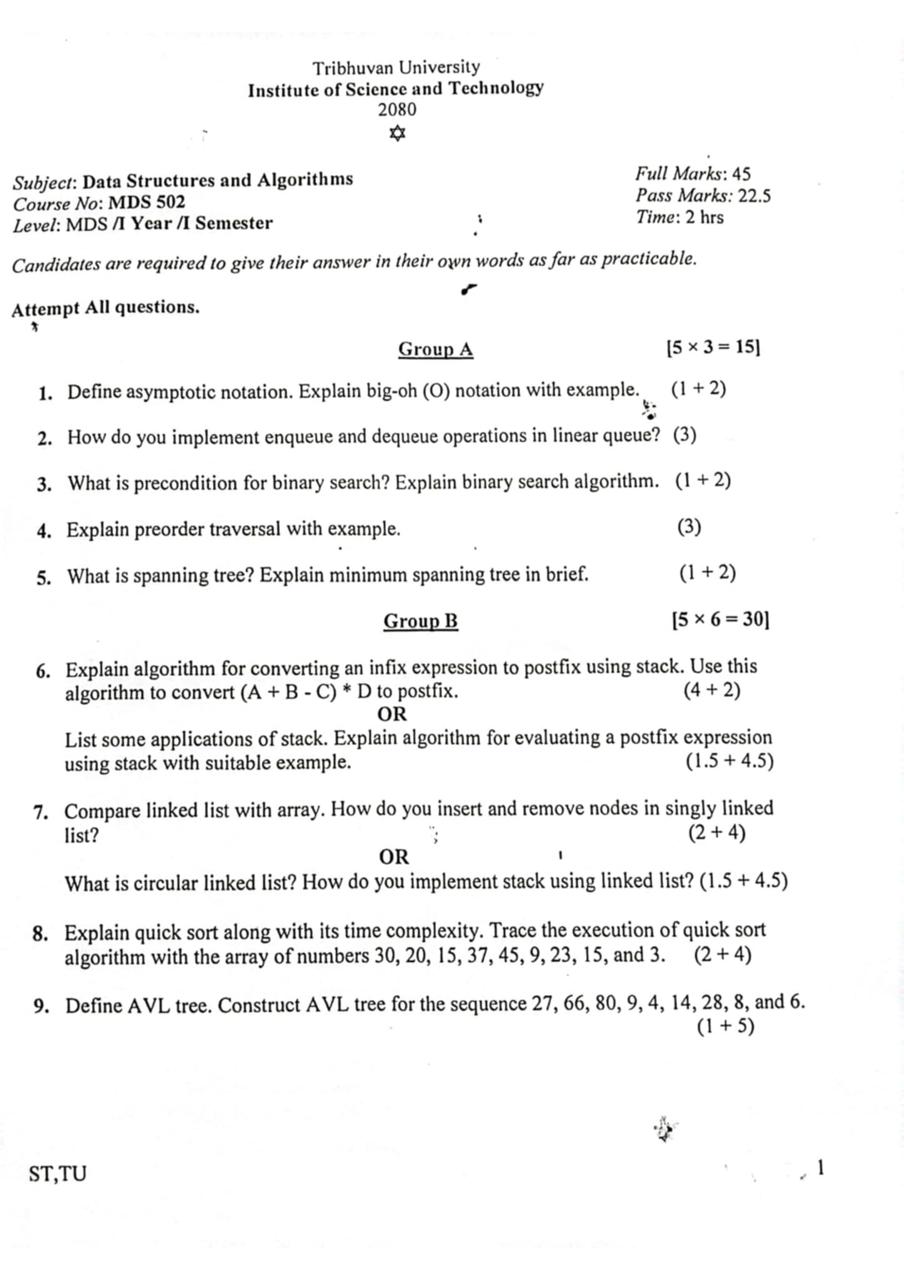 Tribhuvan University
Institute of Science and Technology
2080
Subject: Data Structures and Algorithms
Full Marks: 45
Course No: MDS 502
Pass Marks: 22.5
Level: MDS /I Year /I Semester
Time: 2 hrs
Candidates are required to give their answer in their own words as far as practicable.
Attempt All questions.
Group A [5 × 3 = 15]
1. Define asymptotic notation. Explain big-oh (O) notation with example. (1 + 2)
2. How do you implement enqueue and dequeue operations in linear queue? (3)
3. What is precondition for binary search? Explain binary search algorithm. (1 + 2)
4. Explain preorder traversal with example. (3)
5. What is spanning tree? Explain minimum spanning tree in brief. (1 + 2)
Group B [5 × 6 = 30]
6. Explain algorithm for converting an infix expression to postfix using stack. Use this
algorithm to convert (A + B - C) * D to postfix. (4 + 2)
OR
List some applications of stack. Explain algorithm for evaluating a postfix expression
using stack with suitable example. (1.5 + 4.5)
7. Compare linked list with array. How do you insert and remove nodes in singly linked
list? (2 + 4)
OR
What is circular linked list? How do you implement stack using linked list? (1.5 + 4.5)
8. Explain quick sort along with its time complexity. Trace the execution of quick sort
algorithm with the array of numbers 30, 20, 15, 37, 45, 9, 23, 15, and 3. (2 + 4)
9. Define AVL tree. Construct AVL tree for the sequence 27, 66, 80, 9, 4, 14, 28, 8, and 6.
(1 + 5)
ST,TU
1